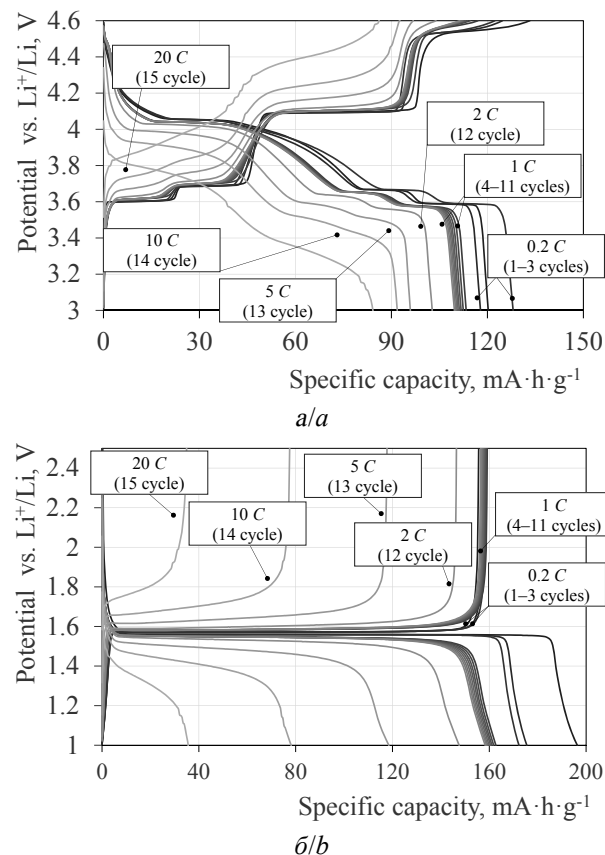 4.6
4.4
4.2
4
3.8
3.6
3.4
3.2
3
Potential vs. Li⁺/Li, V
20 C
(15 cycle)
2 C
(12 cycle)
1 C
(4–11 cycles)
10 C
(14 cycle)
5 C
(13 cycle)
0.2 C
(1–3 cycles)
0 30 60 90 120 150
Specific capacity, mA·h·g⁻¹
а/a
2.4
2.2
2
1.8
1.6
1.4
1.2
1
Potential vs. Li⁺/Li, V
20 C
(15 cycle)
10 C
(14 cycle)
5 C
(13 cycle)
2 C
(12 cycle)
1 C
(4–11 cycles)
0.2 C
(1–3 cycles)
0 40 80 120 160 200
Specific capacity, mA·h·g⁻¹
б/b